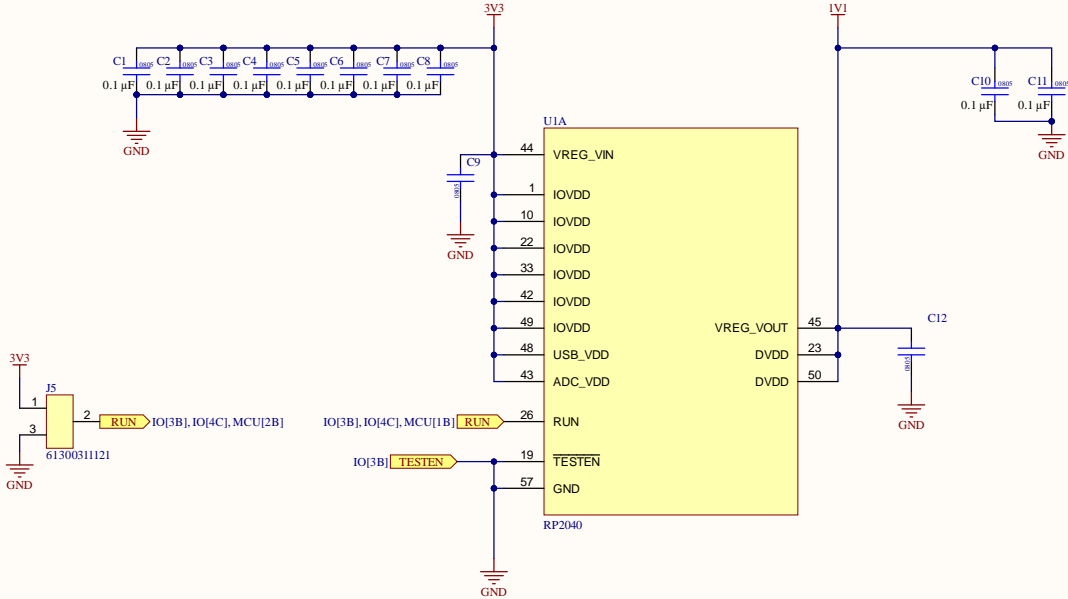 3V3
1V1
C1 0805 C2 0805 C3 0805 C4 0805 C5 0805 C6 0805 C7 0805 C8 0805
0.1 µF 0.1 µF 0.1 µF 0.1 µF 0.1 µF 0.1 µF 0.1 µF 0.1 µF
GND
C10 0805 C11 0805
0.1 µF 0.1 µF
GND
U1A
C9
0805
GND
44 VREG_VIN
1 IOVDD
10 IOVDD
22 IOVDD
33 IOVDD
42 IOVDD
49 IOVDD
48 USB_VDD
43 ADC_VDD
26 RUN
19 TESTEN
57 GND
VREG_VOUT 45
DVDD 23
DVDD 50
C12
0805
GND
3V3
J5
1
2
3
RUN IO[3B], IO[4C], MCU[2B]
61300311121
GND
IO[3B], IO[4C], MCU[1B] RUN
IO[3B] TESTEN
RP2040
GND